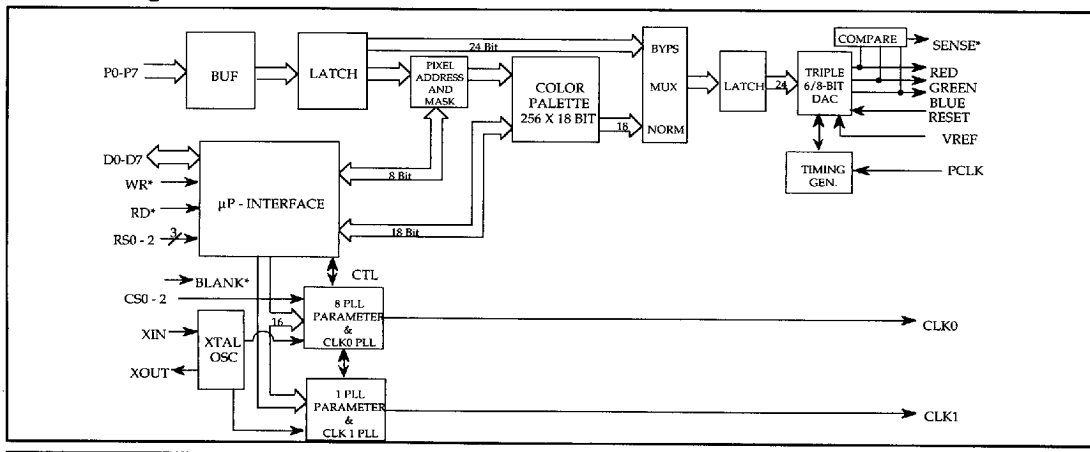 COMPARE
SENSE*
24 Bit
BYPS
P0-P7
BUF
LATCH
PIXEL
ADDRESS
AND
MASK
COLOR
PALETTE
256 X 18 BIT
MUX
LATCH
24
TRIPLE
6/8-BIT
DAC
RED
GREEN
BLUE
RESET
18
NORM
VREF
D0-D7
WR*
RD*
RS0 - 2
3
µP - INTERFACE
8 Bit
18 Bit
TIMING
GEN.
PCLK
BLANK*
CTL
CS0 - 2
16
8 PLL
PARAMETER
&
CLK0 PLL
CLK0
XIN
XOUT
XTAL
OSC
1 PLL
PARAMETER
&
CLK 1 PLL
CLK1